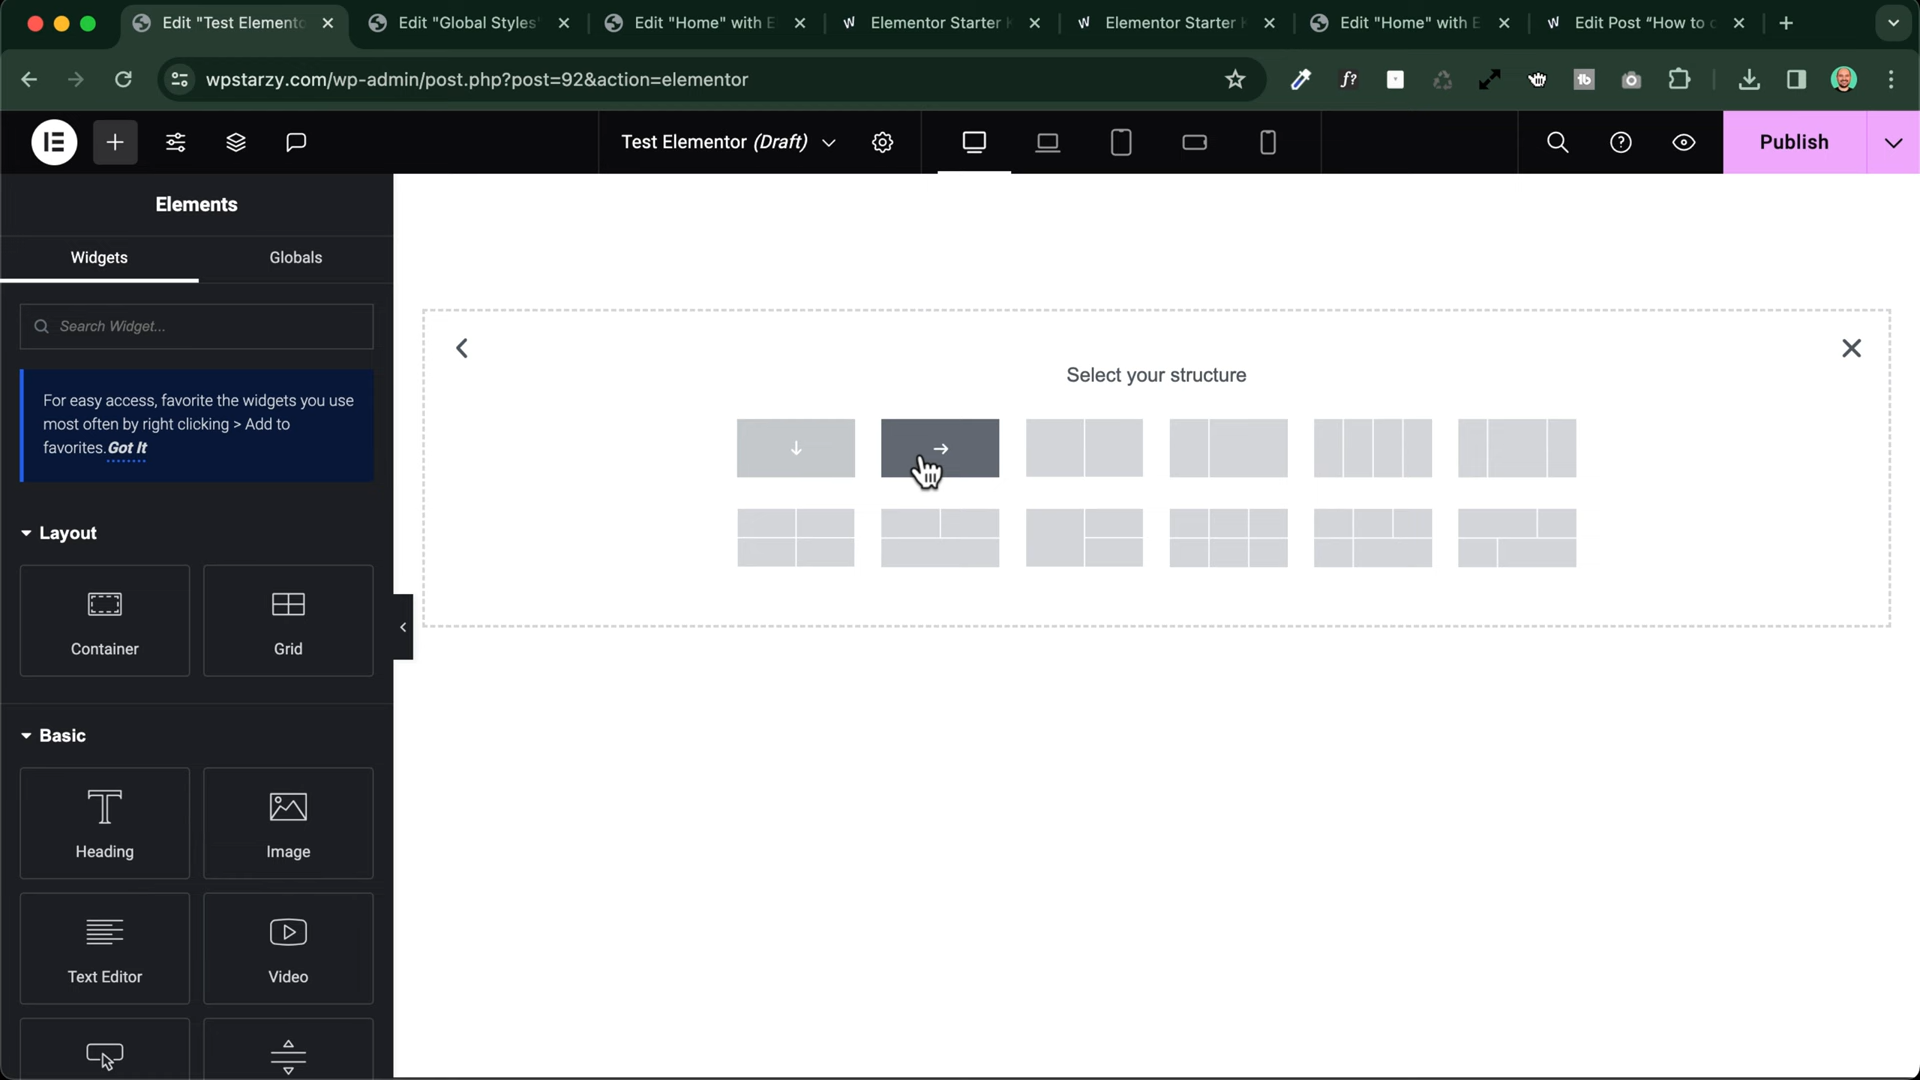 Edit "Test Elemento
Edit "Global Styles"
Edit "Home" with E
Elementor Starter K
Elementor Starter K
Edit "Home" with E
Edit Post “How to c
wpstarzy.com/wp-admin/post.php?post=92&action=elementor
Test Elementor (Draft)
Publish
Elements
Widgets
Globals
Search Widget...
For easy access, favorite the widgets you use
most often by right clicking > Add to
favorites. Got It
Select your structure
Layout
Container
Grid
Basic
Heading
Image
Text Editor
Video